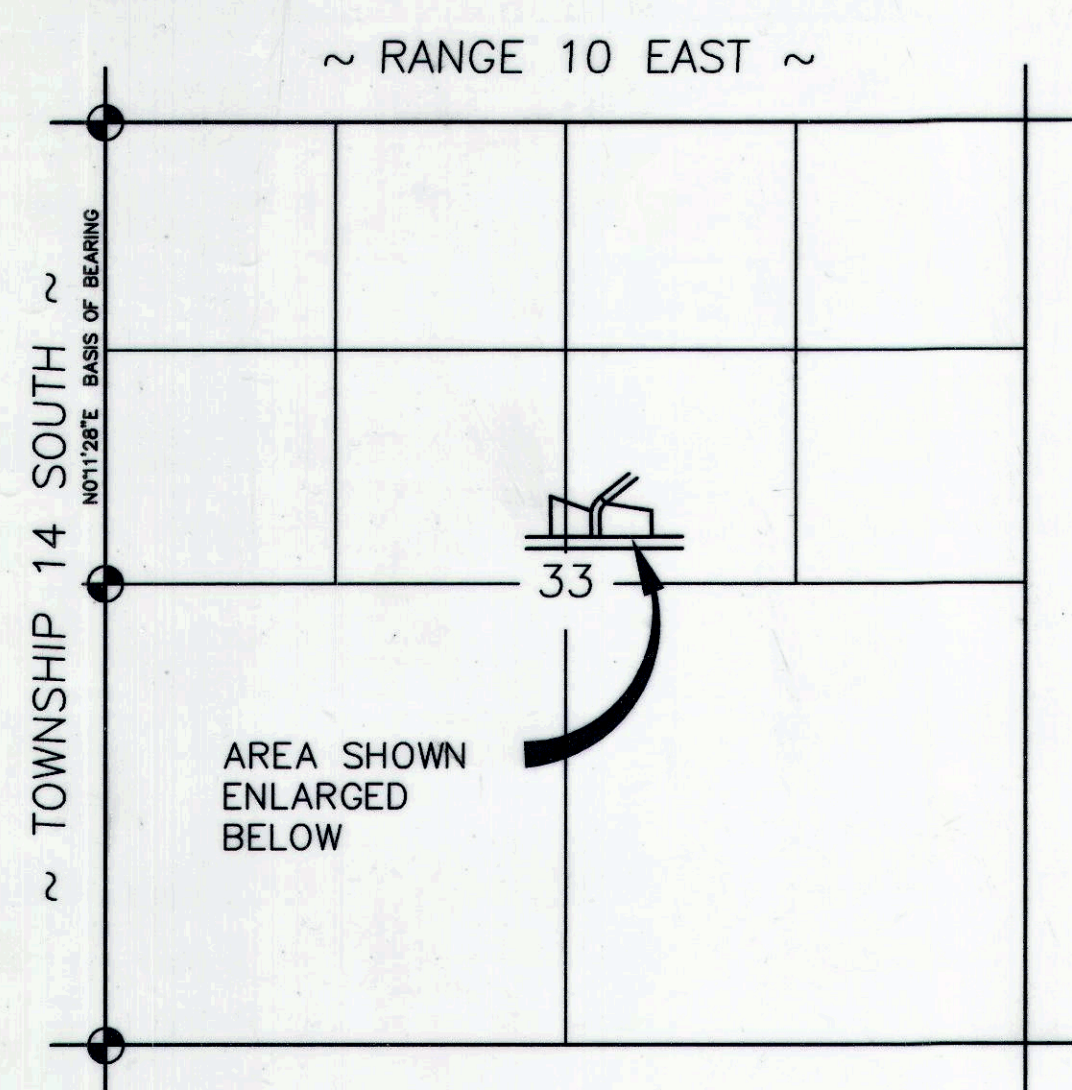 ~ RANGE 10 EAST ~
~ TOWNSHIP 14 SOUTH ~
N0°11'28"E BASIS OF BEARING
33
AREA SHOWN
ENLARGED
BELOW